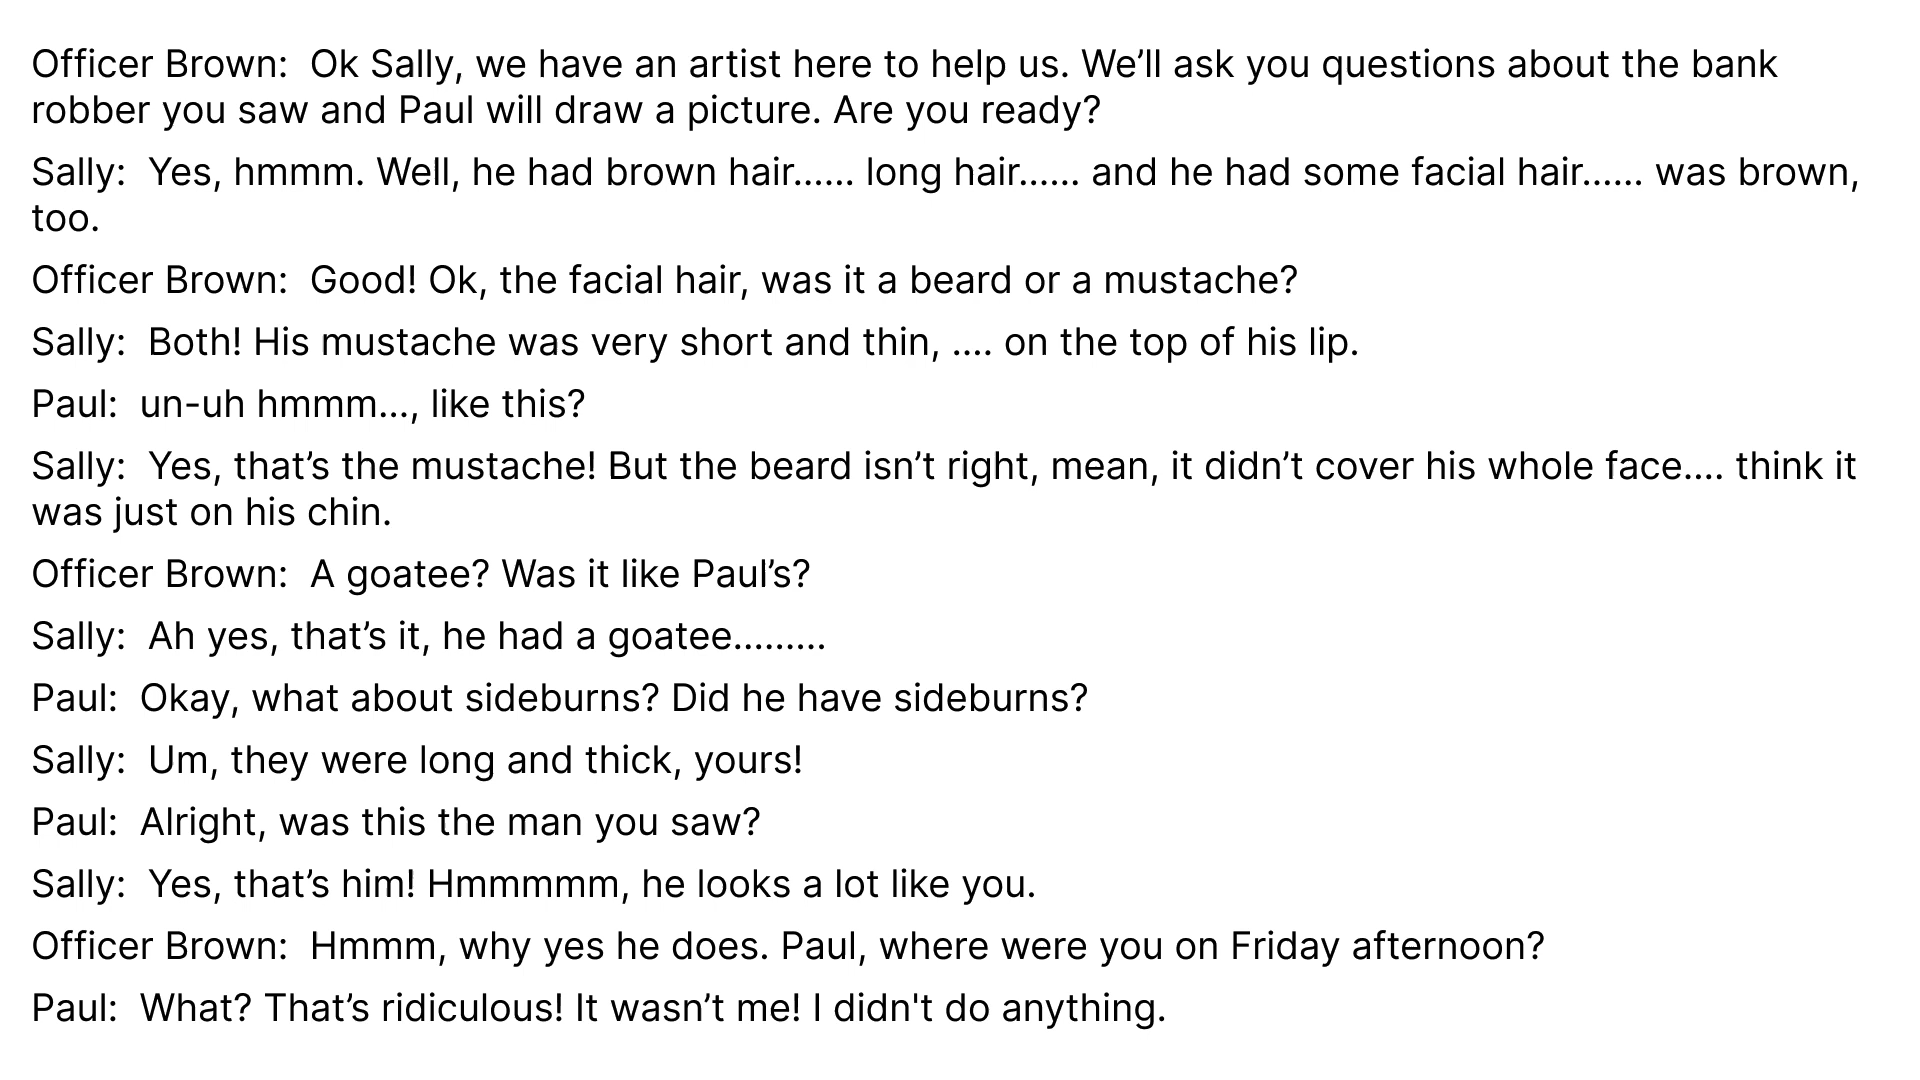 Officer Brown:  Ok Sally, we have an artist here to help us. We’ll ask you questions about the bank
robber you saw and Paul will draw a picture. Are you ready?
Sally:  Yes, hmmm. Well, he had brown hair...... long hair...... and he had some facial hair...... was brown,
too.
Officer Brown:  Good! Ok, the facial hair, was it a beard or a mustache?
Sally:  Both! His mustache was very short and thin, .... on the top of his lip.
Paul:  un-uh hmmm..., like this?
Sally:  Yes, that’s the mustache! But the beard isn’t right, mean, it didn’t cover his whole face.... think it
was just on his chin.
Officer Brown:  A goatee? Was it like Paul’s?
Sally:  Ah yes, that’s it, he had a goatee.........
Paul:  Okay, what about sideburns? Did he have sideburns?
Sally:  Um, they were long and thick, yours!
Paul:  Alright, was this the man you saw?
Sally:  Yes, that’s him! Hmmmmm, he looks a lot like you.
Officer Brown:  Hmmm, why yes he does. Paul, where were you on Friday afternoon?
Paul:  What? That’s ridiculous! It wasn’t me! I didn't do anything.